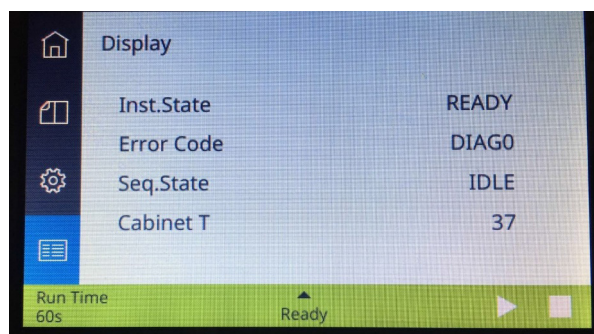 Display
Inst.State READY
Error Code DIAG0
Seq.State IDLE
Cabinet T 37
Run Time
60s
Ready